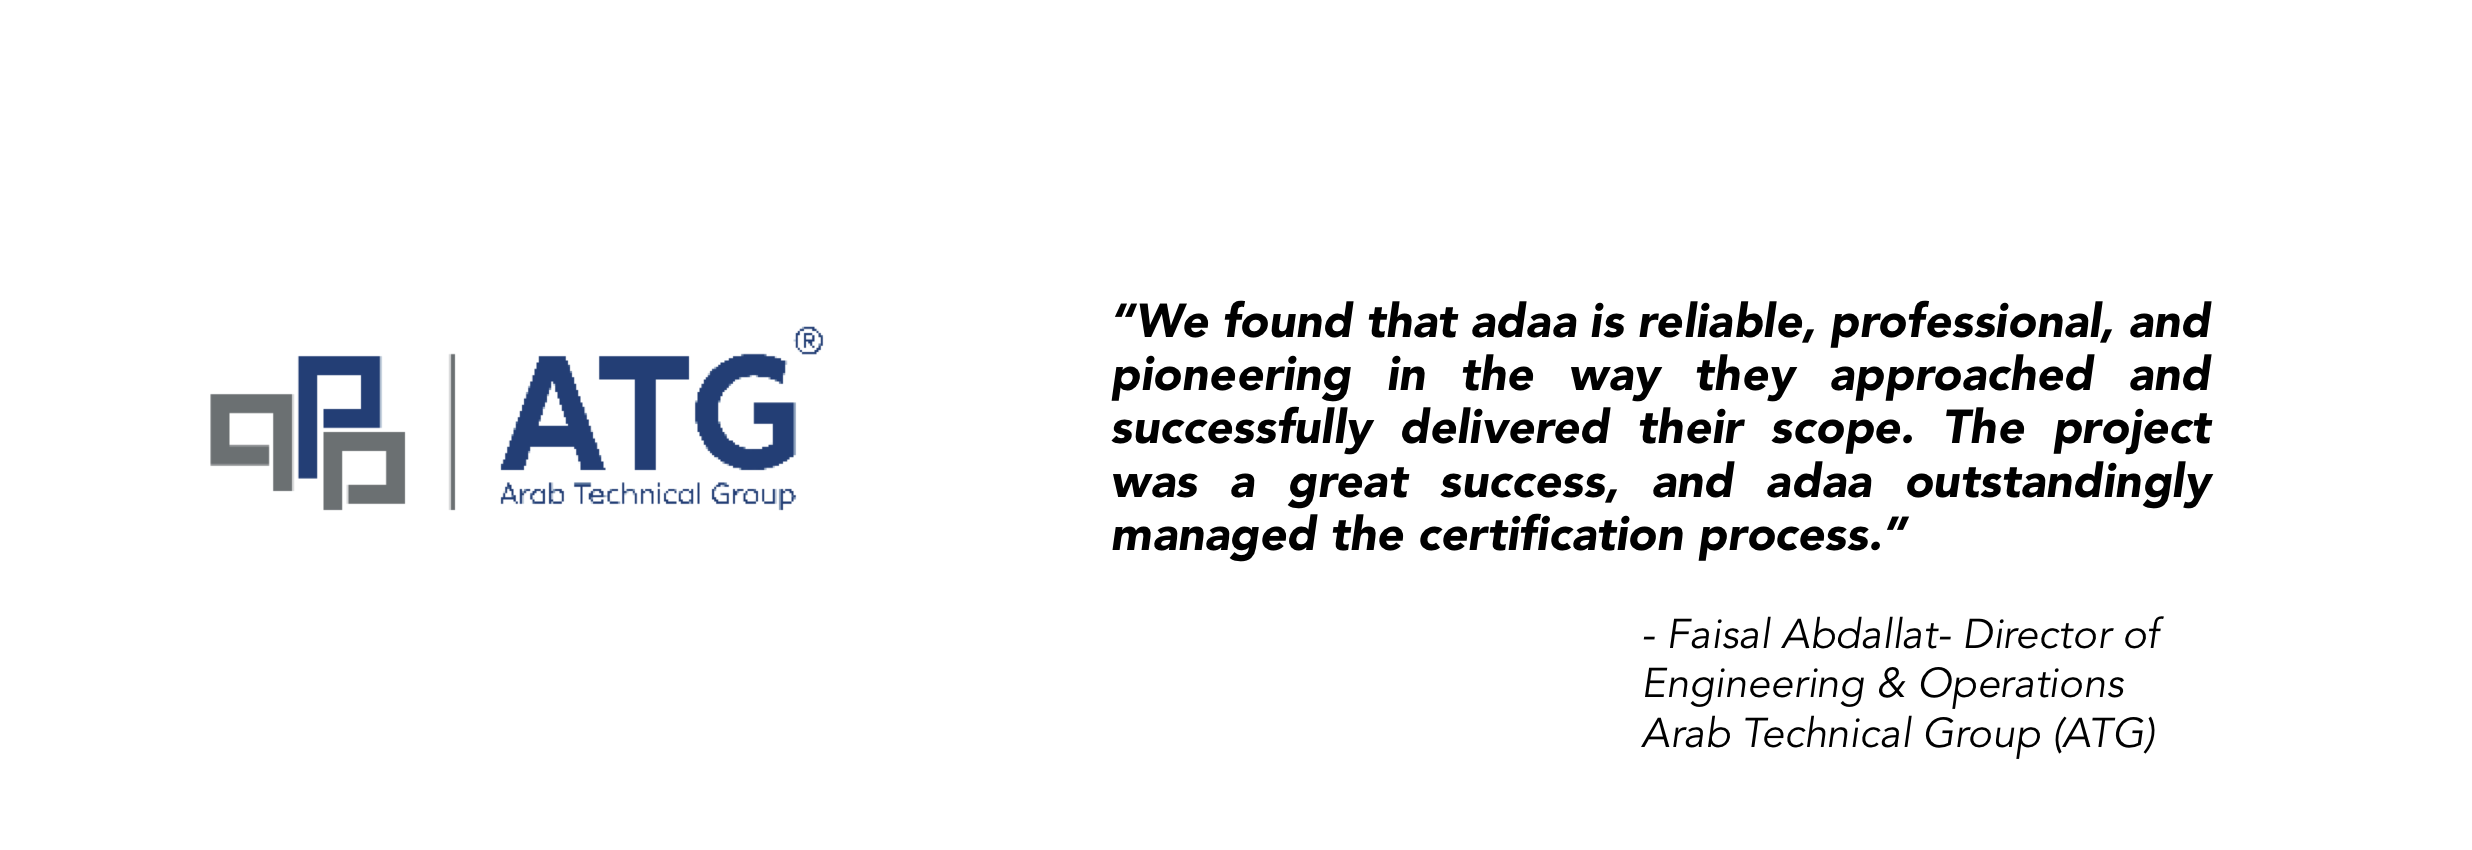 ATG®
Arab Technical Group
“We found that adaa is reliable, professional, and
pioneering in the way they approached and
successfully delivered their scope. The project
was a great success, and adaa outstandingly
managed the certification process.”
- Faisal Abdallat- Director of
Engineering & Operations
Arab Technical Group (ATG)